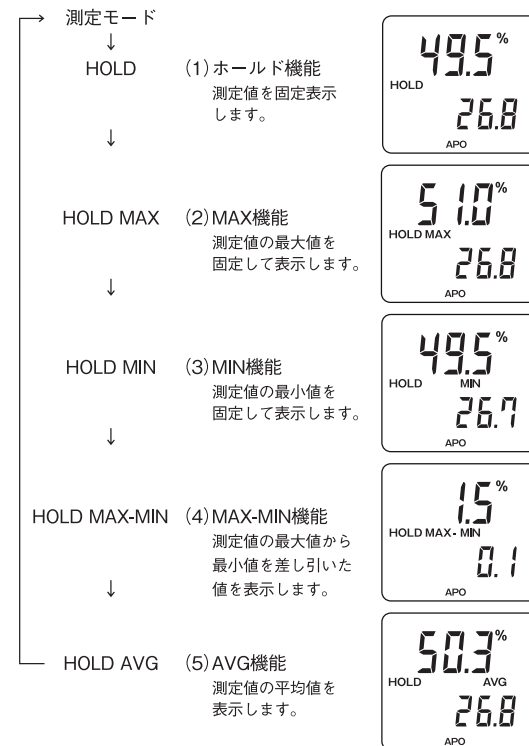 測定モード
↓
HOLD
(1)ホールド機能
測定値を固定表示
します。
49.5%
HOLD
26.8
APO
↓
HOLD MAX
(2)MAX機能
測定値の最大値を
固定して表示します。
51.0%
HOLD MAX
26.8
APO
↓
HOLD MIN
(3)MIN機能
測定値の最小値を
固定して表示します。
49.5%
HOLD MIN
26.7
APO
↓
HOLD MAX-MIN
(4)MAX-MIN機能
測定値の最大値から
最小値を差し引いた
値を表示します。
1.5%
HOLD MAX - MIN
0.1
APO
↓
HOLD AVG
(5)AVG機能
測定値の平均値を
表示します。
50.3%
HOLD AVG
26.8
APO